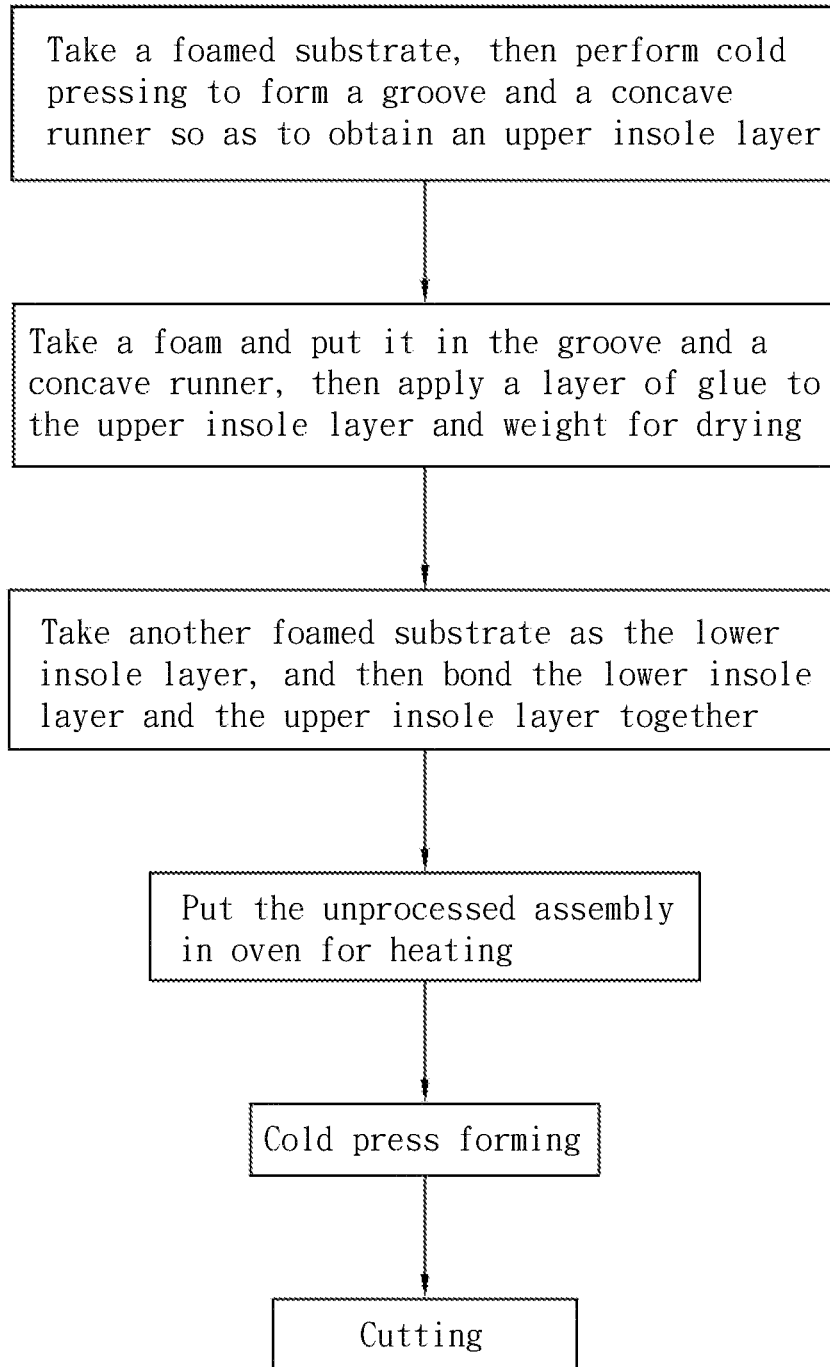 Take a foamed substrate, then perform cold
pressing to form a groove and a concave
runner so as to obtain an upper insole layer
Take a foam and put it in the groove and a
concave runner, then apply a layer of glue to
the upper insole layer and weight for drying
Take another foamed substrate as the lower
insole layer, and then bond the lower insole
layer and the upper insole layer together
Put the unprocessed assembly
in oven for heating
Cold press forming
Cutting